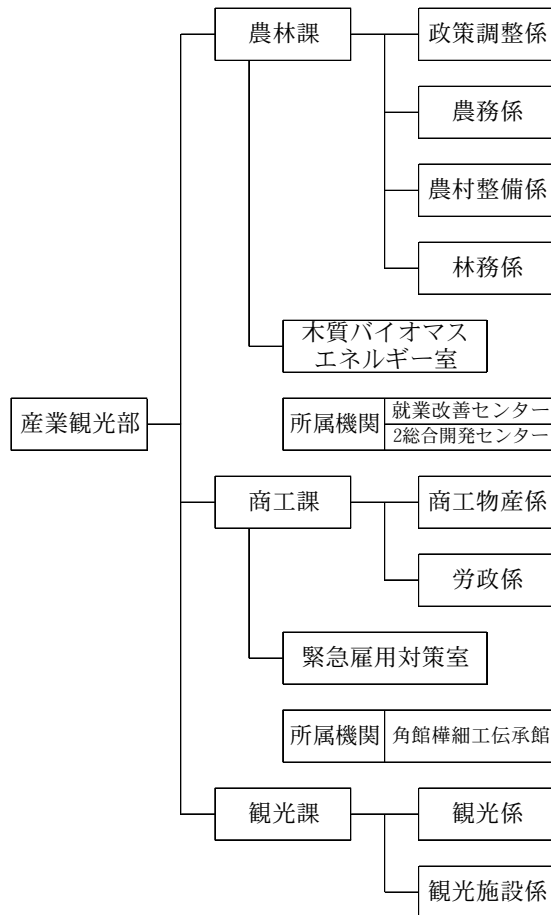 農林課
政策調整係
農務係
農村整備係
林務係
木質バイオマス
エネルギー室
産業観光部
所属機関
就業改善センター
2総合開発センター
商工課
商工物産係
労政係
緊急雇用対策室
所属機関
角館樺細工伝承館
観光課
観光係
観光施設係